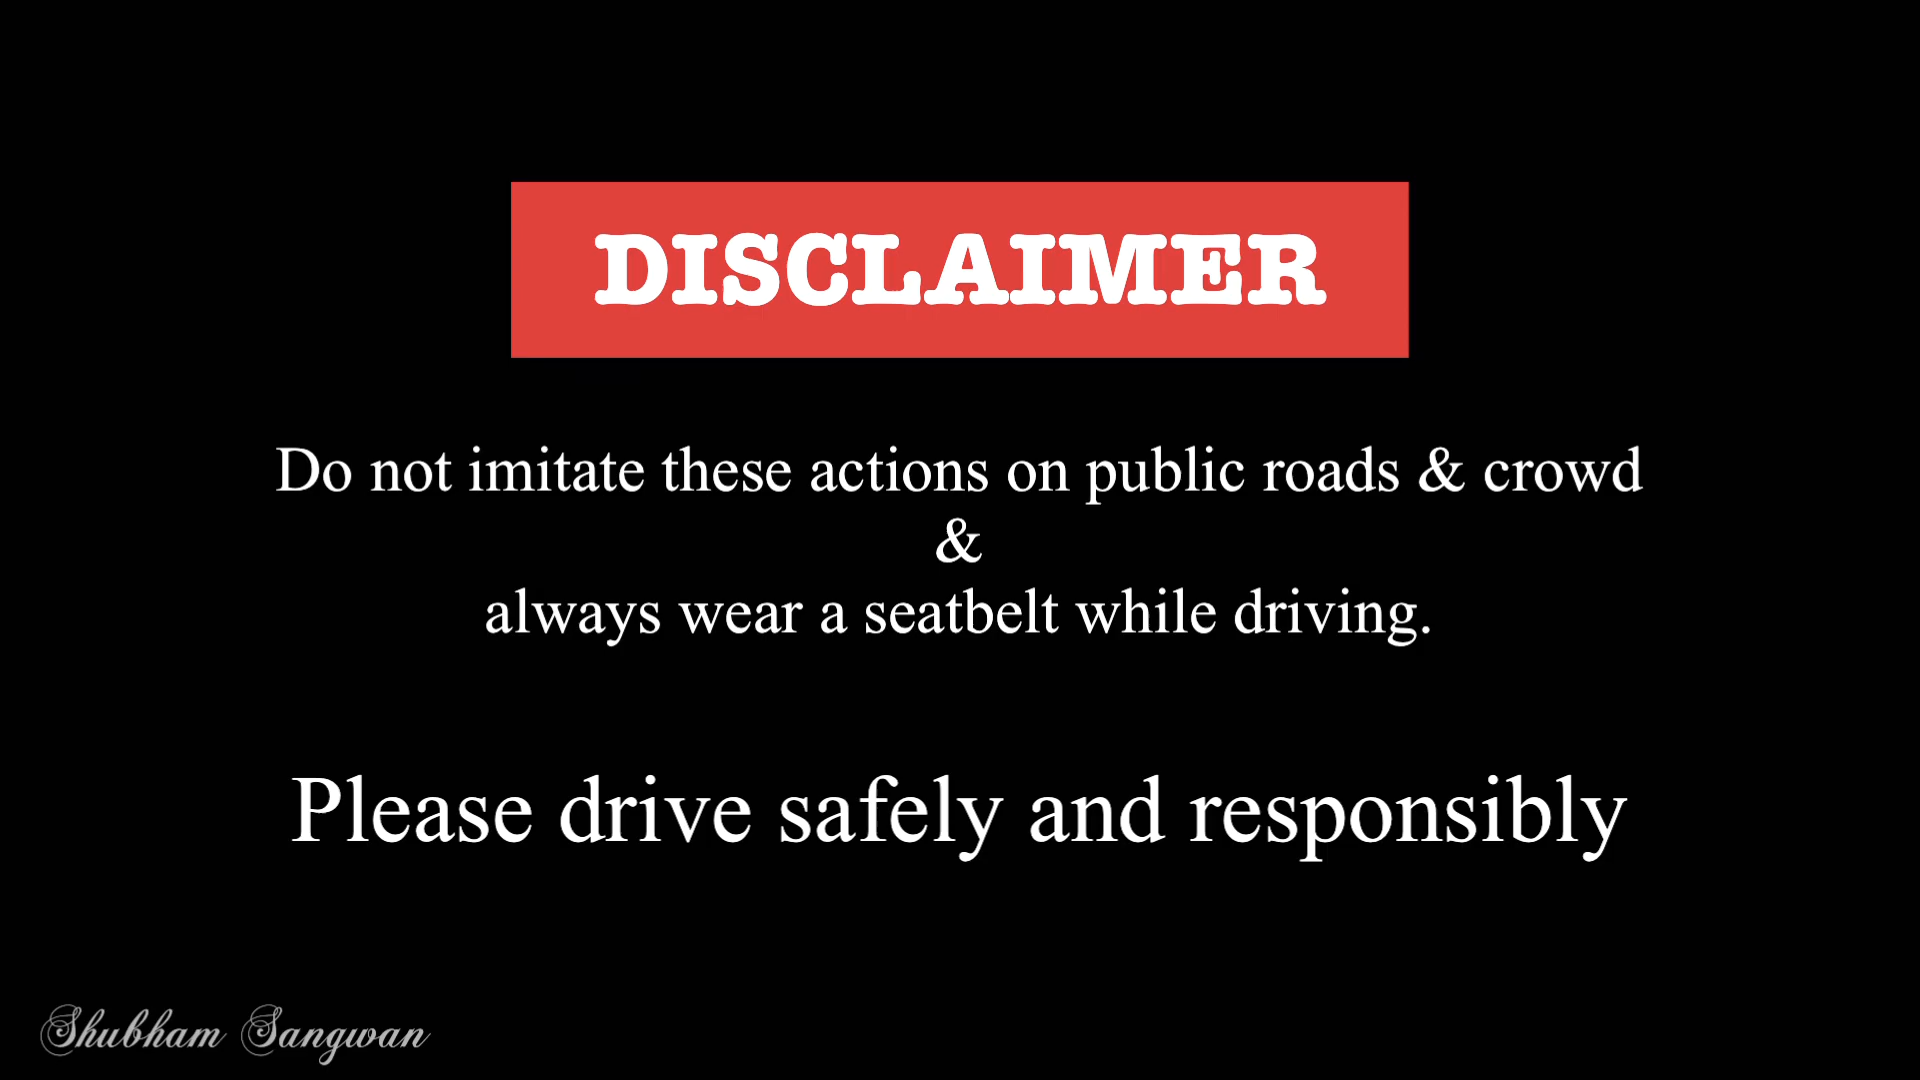 DISCLAIMER
Do not imitate these actions on public roads & crowd
&
always wear a seatbelt while driving.
Please drive safely and responsibly
Shubham Sangwan